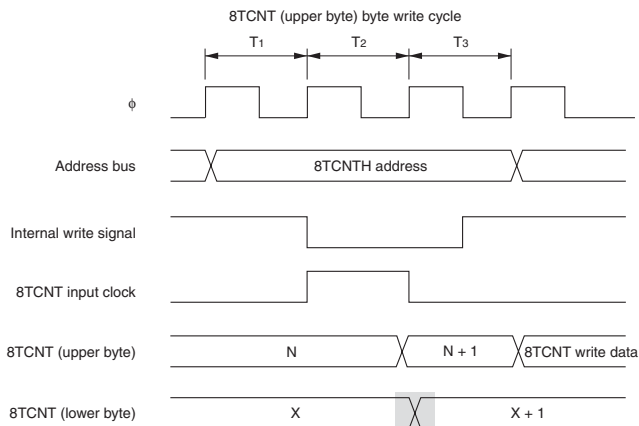 8TCNT (upper byte) byte write cycle
T1 T2 T3
φ
Address bus 8TCNTH address
Internal write signal
8TCNT input clock
8TCNT (upper byte) N N + 1 8TCNT write data
8TCNT (lower byte) X X + 1